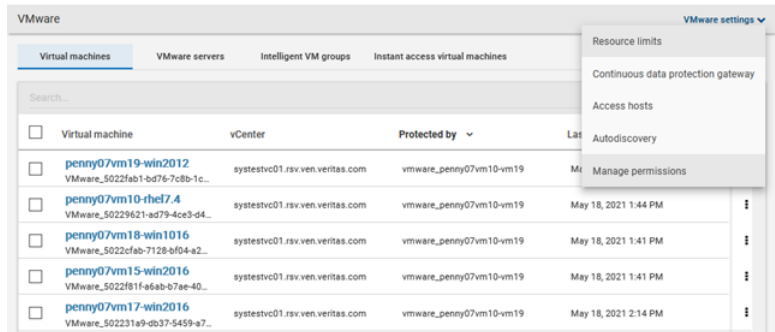 VMware
VMware settings
Resource limits
Continuous data protection gateway
Access hosts
Autodiscovery
Manage permissions
Virtual machines VMware servers Intelligent VM groups Instant access virtual machines
Search...
Virtual machine vCenter Protected by Las
penny07vm19-win2012 systestvc01.rsv.ven.veritas.com vmware_penny07vm10-vm19 Ma
VMware_5022fab1-bd76-7c8b-1c...
penny07vm10-rhel7.4 systestvc01.rsv.ven.veritas.com vmware_penny07vm10-vm19 May 18, 2021 1:44 PM
VMware_50229621-ad79-4ce3-d4...
penny07vm18-win1016 systestvc01.rsv.ven.veritas.com vmware_penny07vm10-vm19 May 18, 2021 1:41 PM
VMware_5022cfab-7128-bf04-a2...
penny07vm15-win2016 systestvc01.rsv.ven.veritas.com vmware_penny07vm10-vm19 May 18, 2021 1:41 PM
VMware_5022f81f-a6ab-b7ae-40...
penny07vm17-win2016 systestvc01.rsv.ven.veritas.com vmware_penny07vm10-vm19 May 18, 2021 2:14 PM
VMware_502231a9-db37-5459-a7...